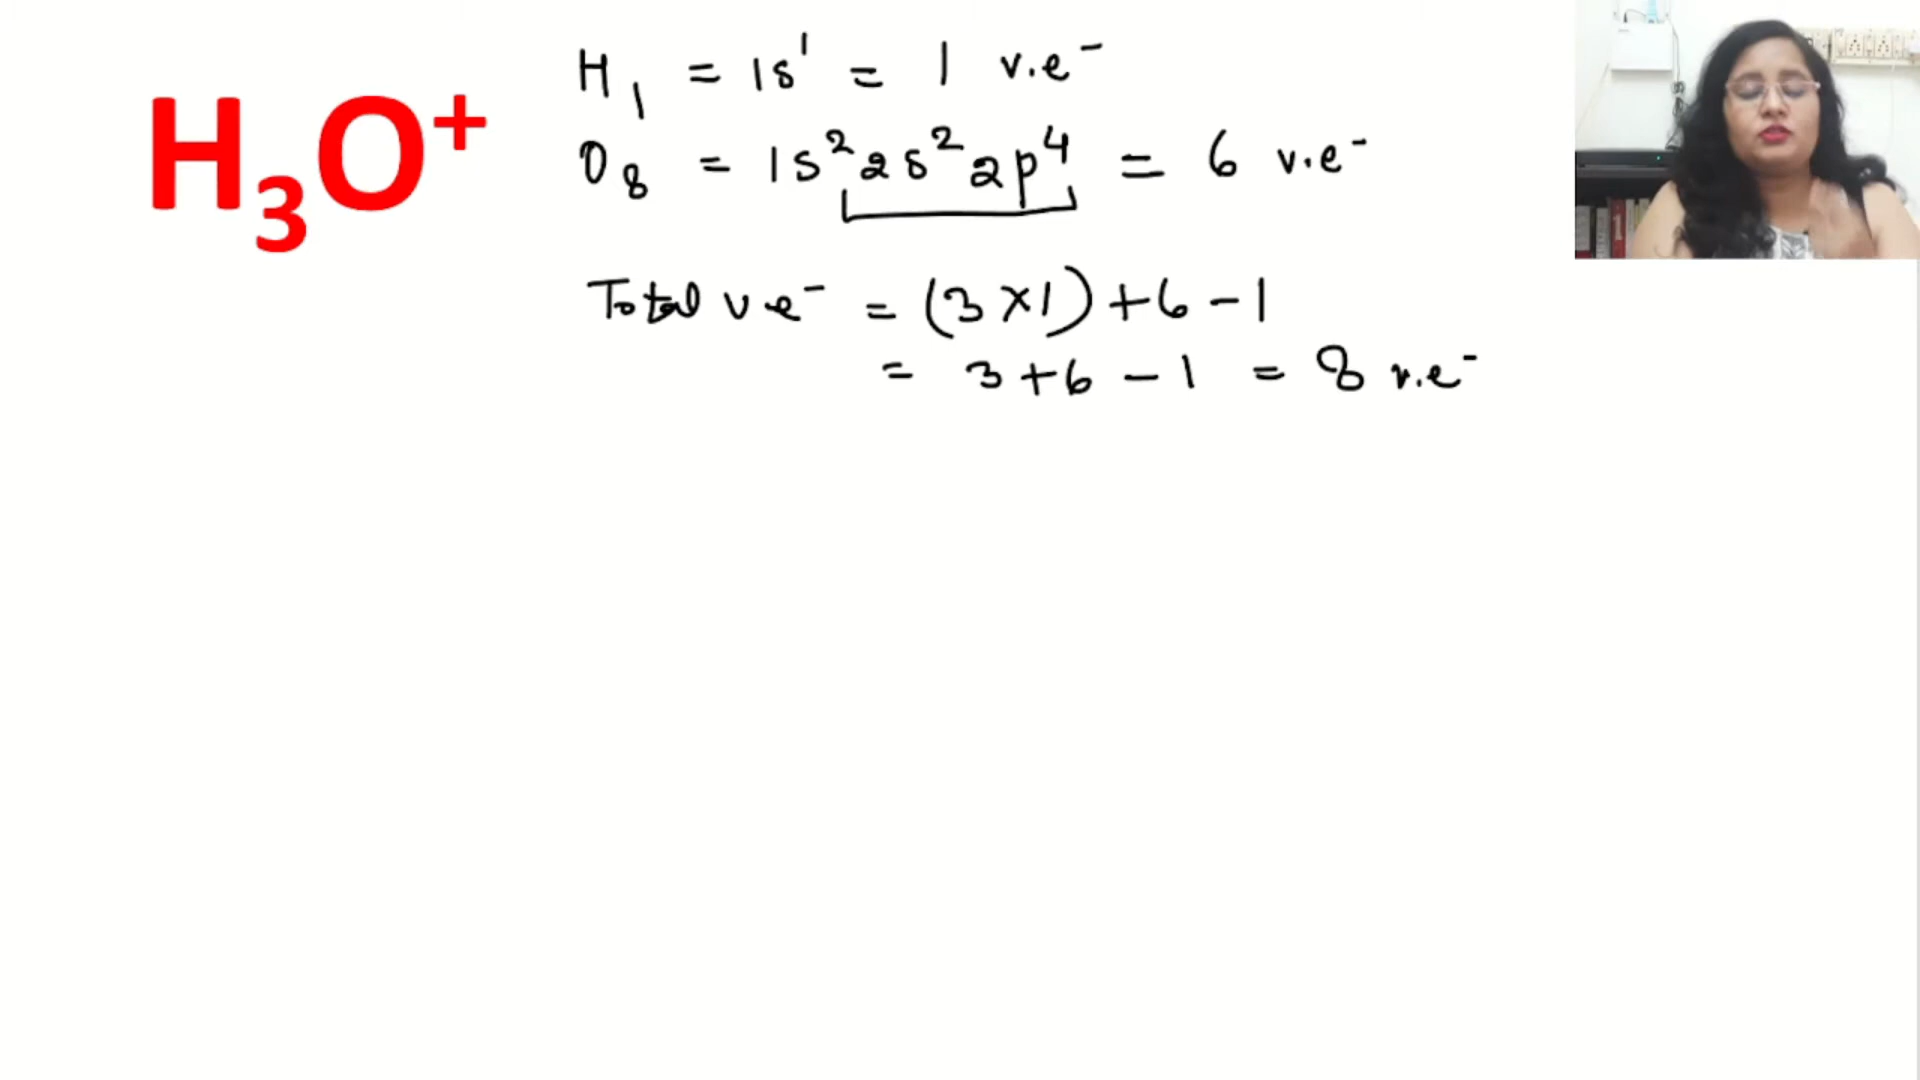 H₃O⁺
H₁ = 1s¹ = 1 v.e⁻
O₈ = 1s² 2s² 2p⁴ = 6 v.e⁻
Total v e⁻ = (3×1) + 6 - 1
= 3 + 6 - 1 = 8 v.e⁻